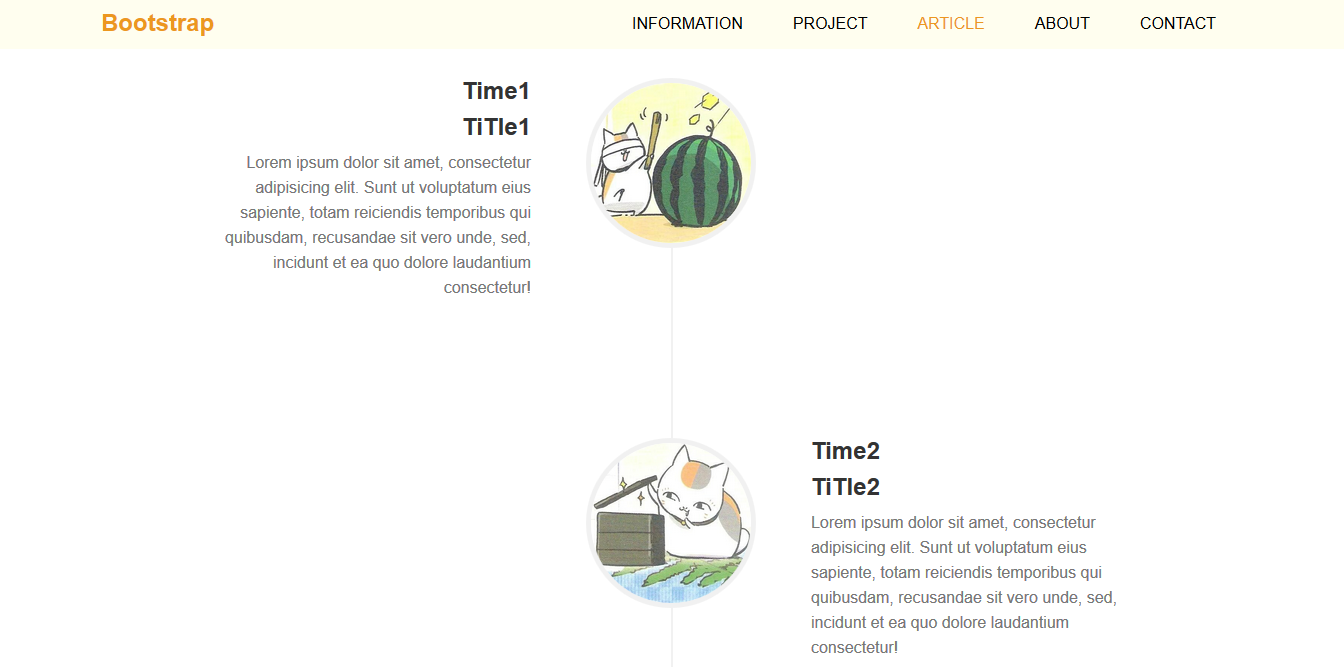 Bootstrap
INFORMATION
PROJECT
ARTICLE
ABOUT
CONTACT
Time1
TiTle1
Lorem ipsum dolor sit amet, consectetur
adipisicing elit. Sunt ut voluptatum eius
sapiente, totam reiciendis temporibus qui
quibusdam, recusandae sit vero unde, sed,
incidunt et ea quo dolore laudantium
consectetur!
Time2
TiTle2
Lorem ipsum dolor sit amet, consectetur
adipisicing elit. Sunt ut voluptatum eius
sapiente, totam reiciendis temporibus qui
quibusdam, recusandae sit vero unde, sed,
incidunt et ea quo dolore laudantium
consectetur!